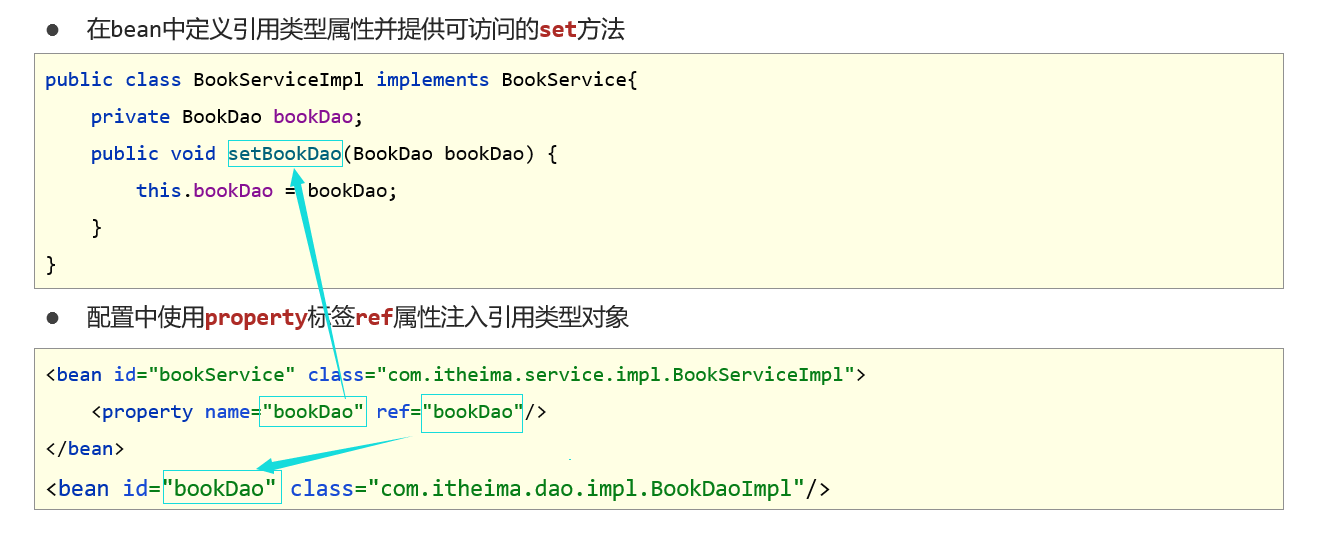 ● 在bean中定义引用类型属性并提供可访问的set方法
public class BookServiceImpl implements BookService{
    private BookDao bookDao;
    public void setBookDao(BookDao bookDao) {
        this.bookDao = bookDao;
    }
}
● 配置中使用property标签ref属性注入引用类型对象
<bean id="bookService" class="com.itheima.service.impl.BookServiceImpl">
    <property name="bookDao" ref="bookDao"/>
</bean>
<bean id="bookDao" class="com.itheima.dao.impl.BookDaoImpl"/>